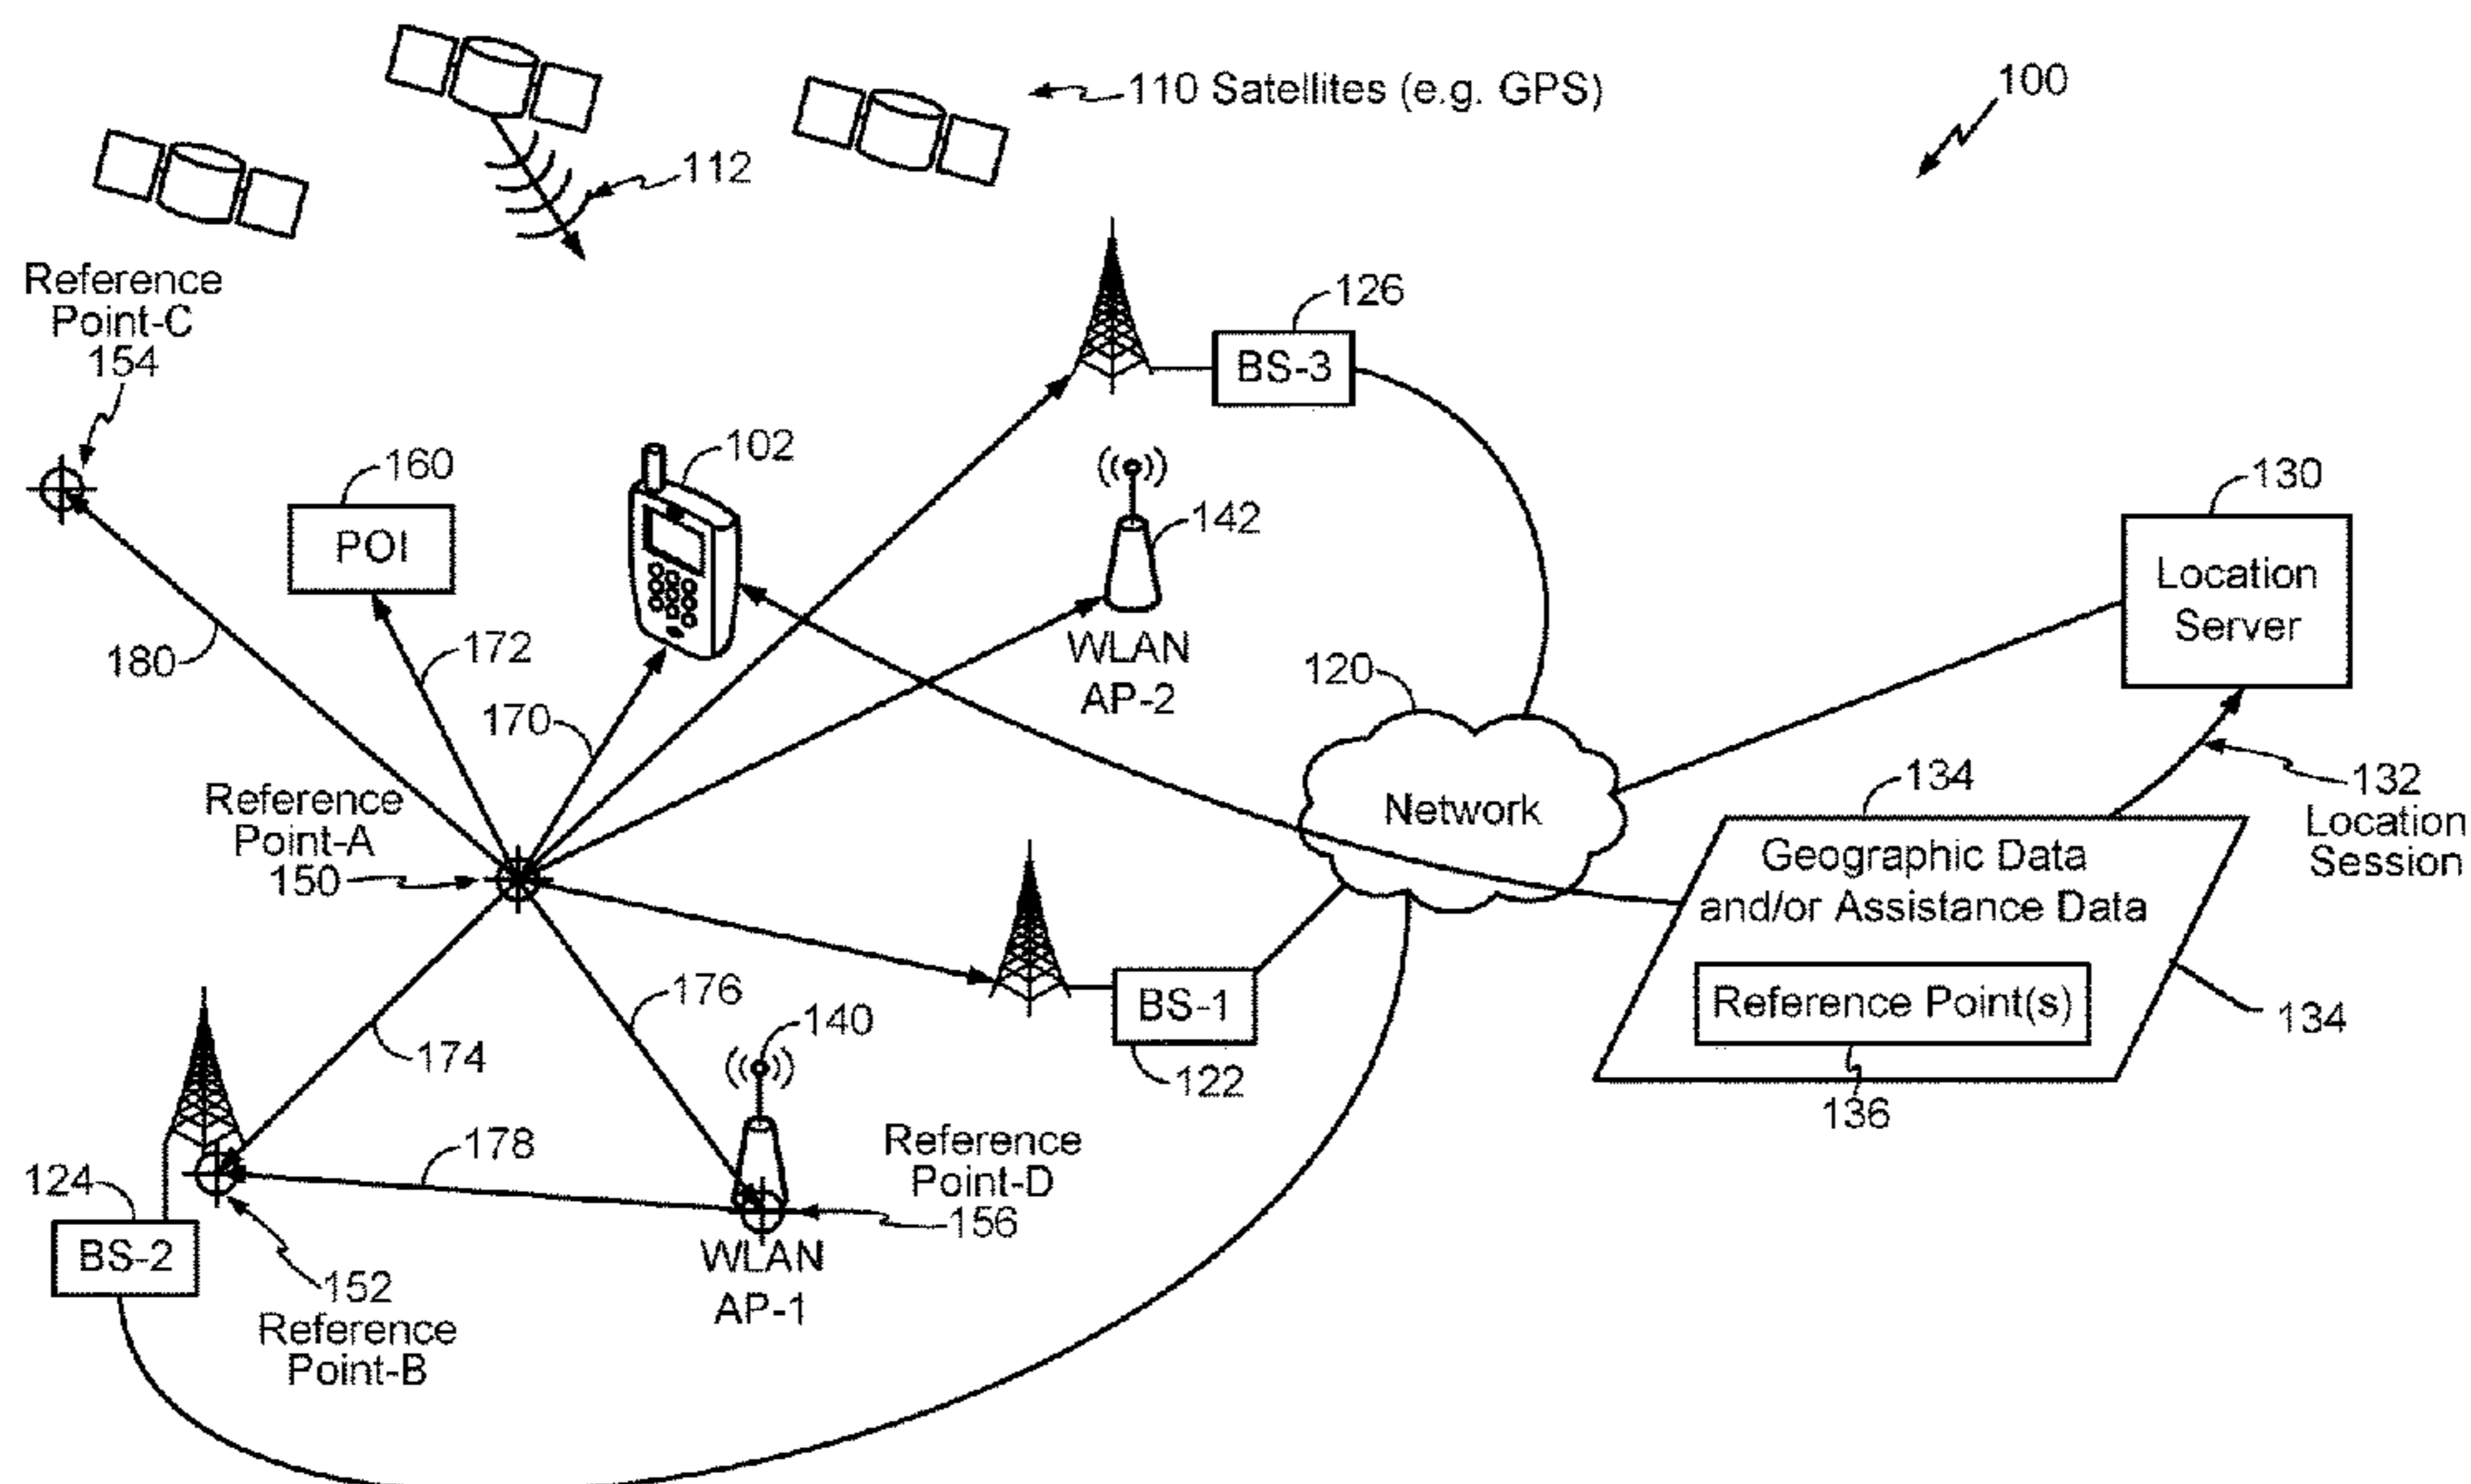 110 Satellites (e.g. GPS)
100
112
Reference
Point-C
154
126
BS-3
102
160
POI
142
WLAN
AP-2
130
Location
Server
180
172
170
120
Network
Reference
Point-A
150
134
132
Location
Session
Geographic Data
and/or Assistance Data
Reference Point(s)
134
136
176
140
BS-1
122
174
178
Reference
Point-D
156
124
BS-2
WLAN
AP-1
152
Reference
Point-B